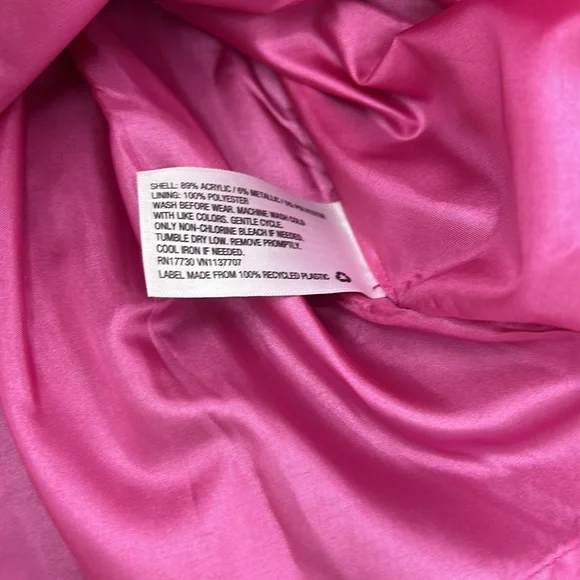 SHELL: 89% ACRYLIC / 6% METALLIC / 5% POLYESTER
LINING: 100% POLYESTER
WASH BEFORE WEAR. MACHINE WASH COLD
WITH LIKE COLORS. GENTLE CYCLE.
ONLY NON-CHLORINE BLEACH IF NEEDED.
TUMBLE DRY LOW. REMOVE PROMPTLY.
COOL IRON IF NEEDED.
RN17730 VN1137707
LABEL MADE FROM 100% RECYCLED PLASTIC